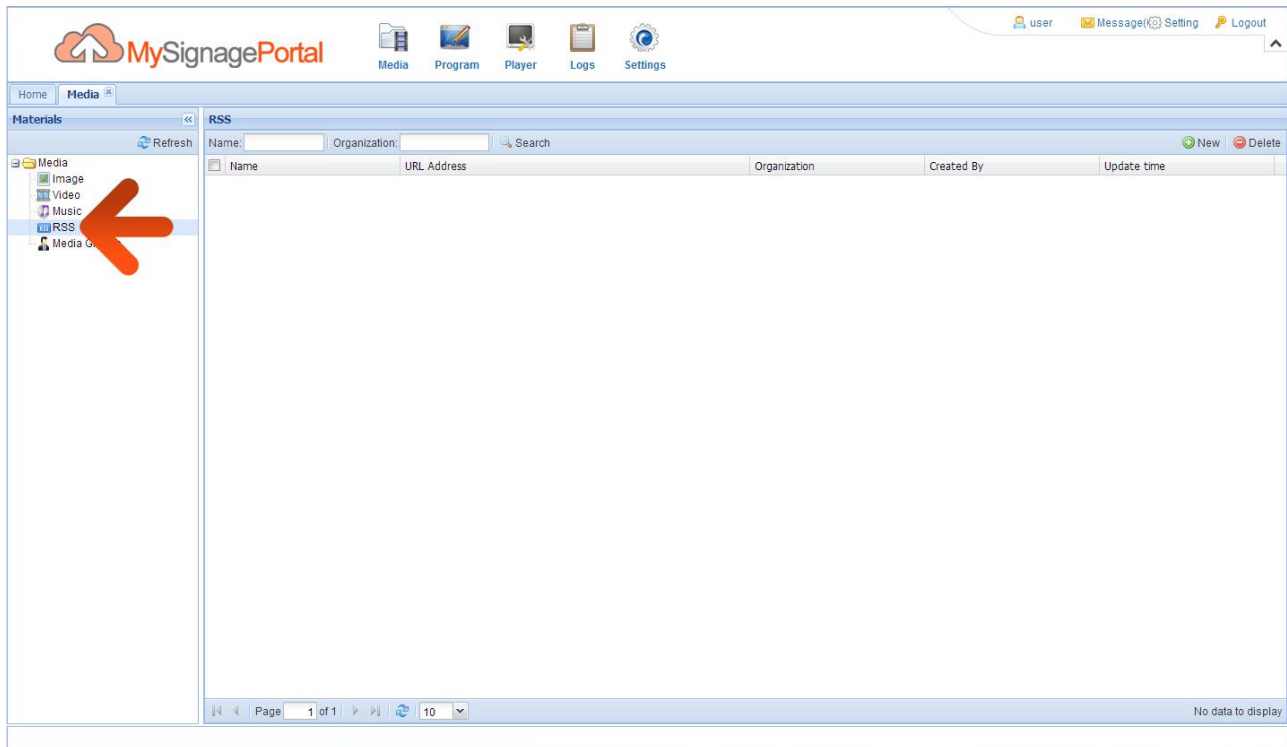 user Message( Setting Logout
MySignagePortal
Media Program Player Logs Settings
Home Media
Materials RSS
Refresh Name: Organization: Search New Delete
Name URL Address Organization Created By Update time
Media
Image
Video
Music
RSS
Media
Page 1 of 1 10 No data to display